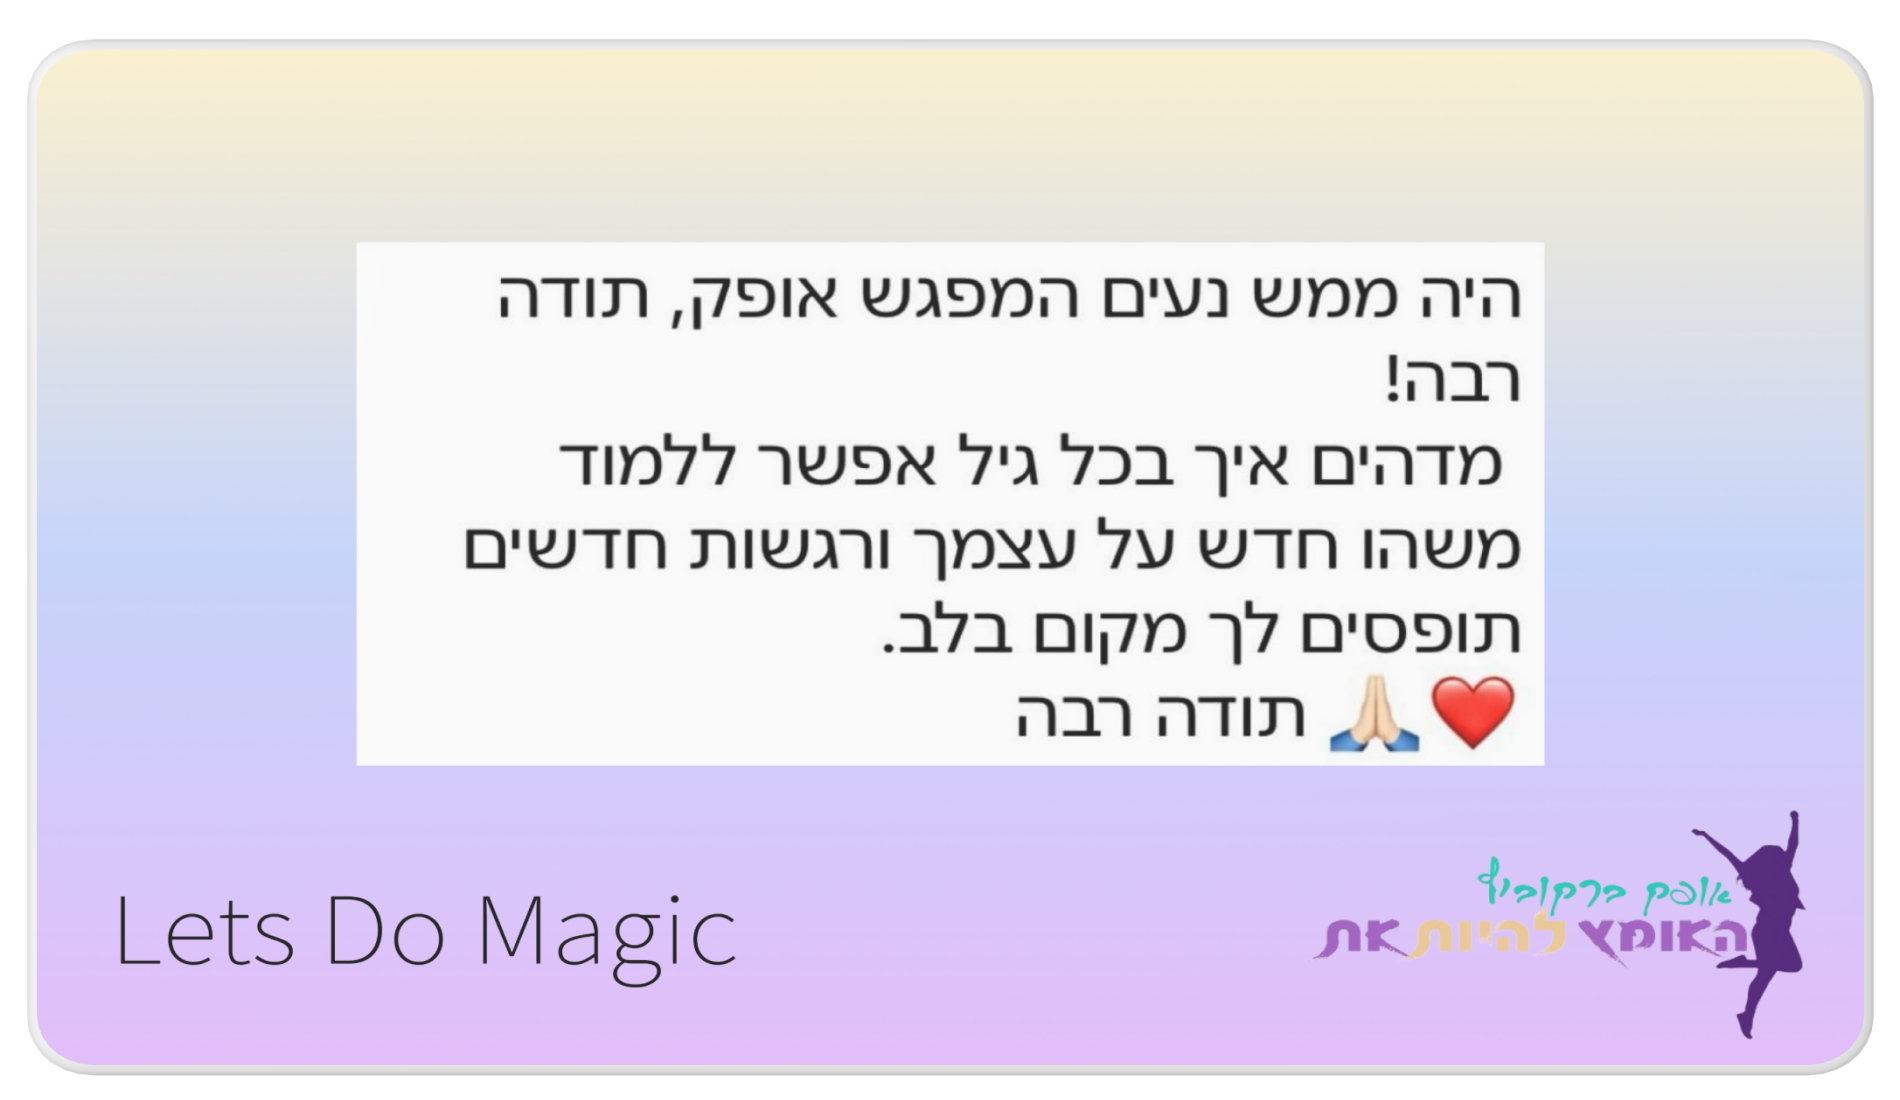 היה ממש נעים המפגש אופק, תודה
רבה!
מדהים איך בכל גיל אפשר ללמוד
משהו חדש על עצמך ורגשות חדשים
תופסים לך מקום בלב.
❤️🙏🏻 תודה רבה
אופק ברקוביץ
האומץ להיות את
Lets Do Magic